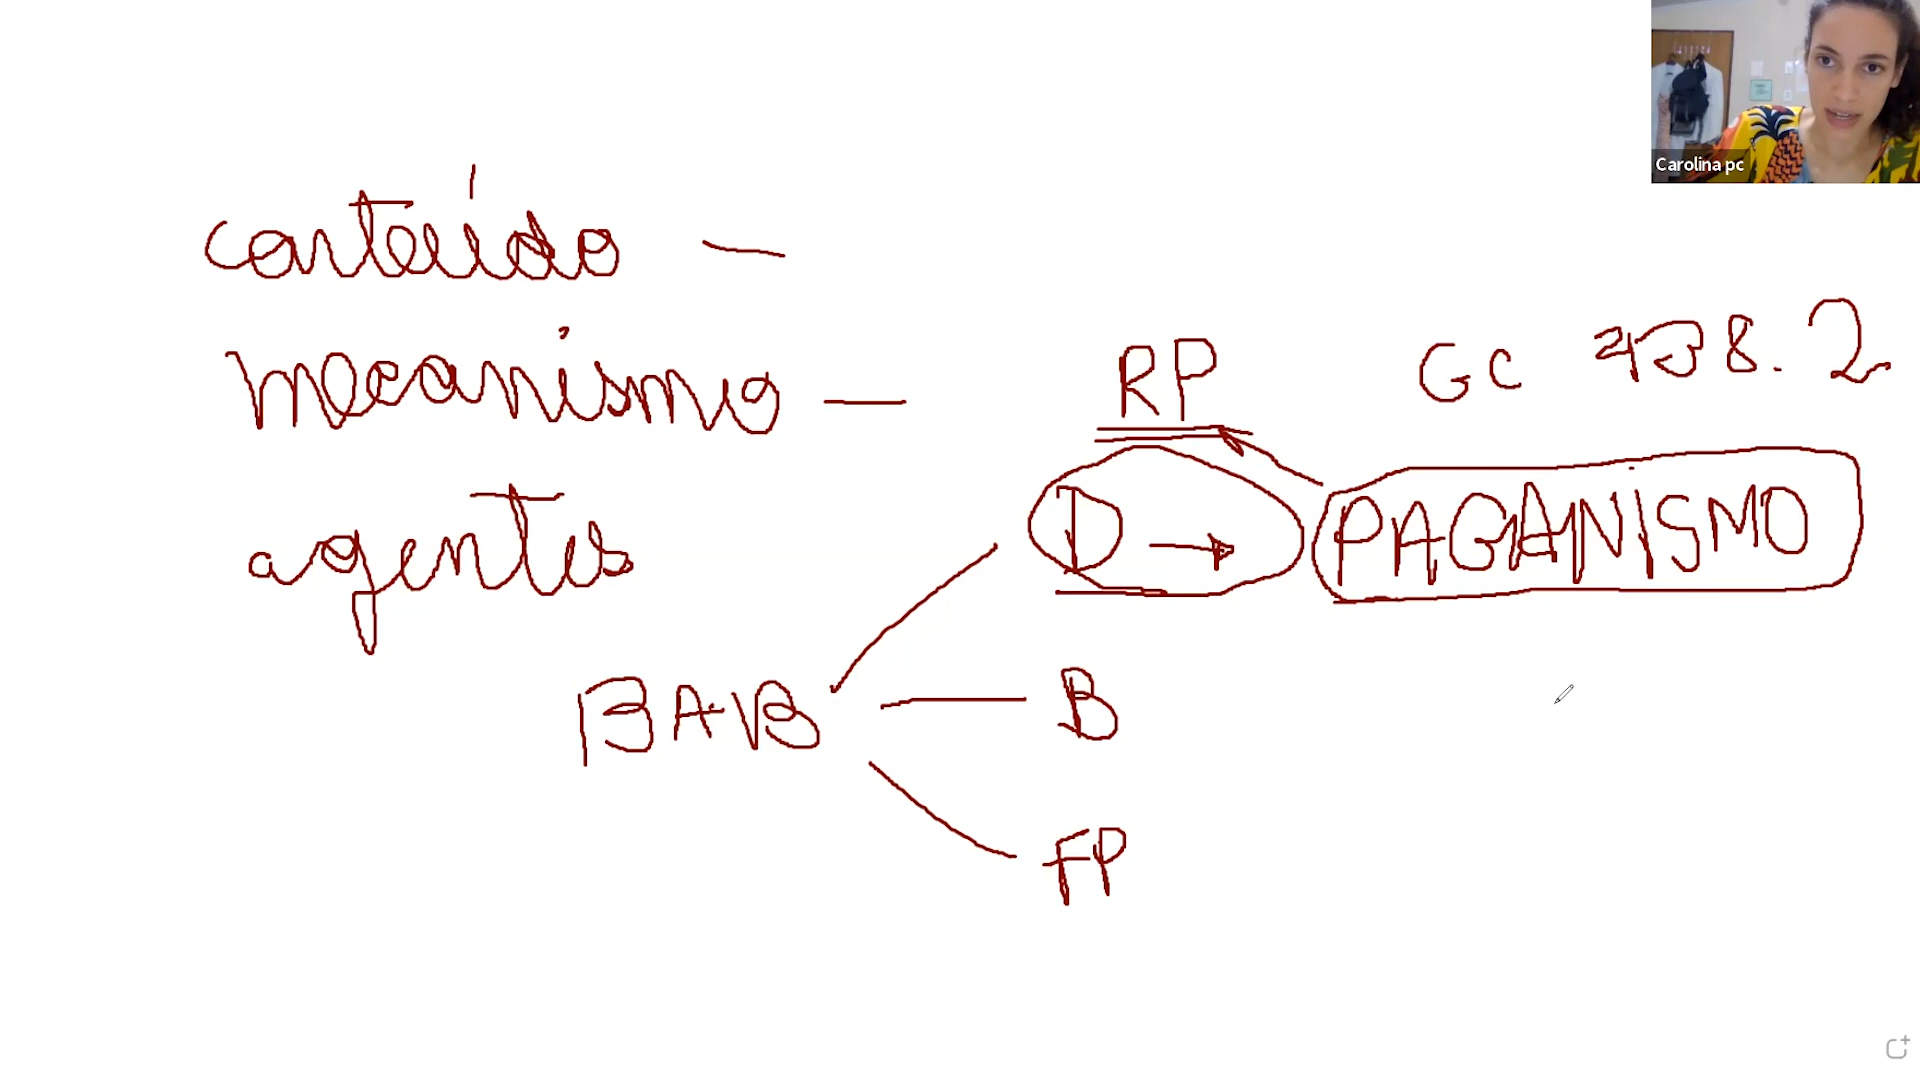 Carolina pc
conteúdo —
mecanismo —
RP GC 438.2
agentes
D → PAGANISMO
BAB — B
FP